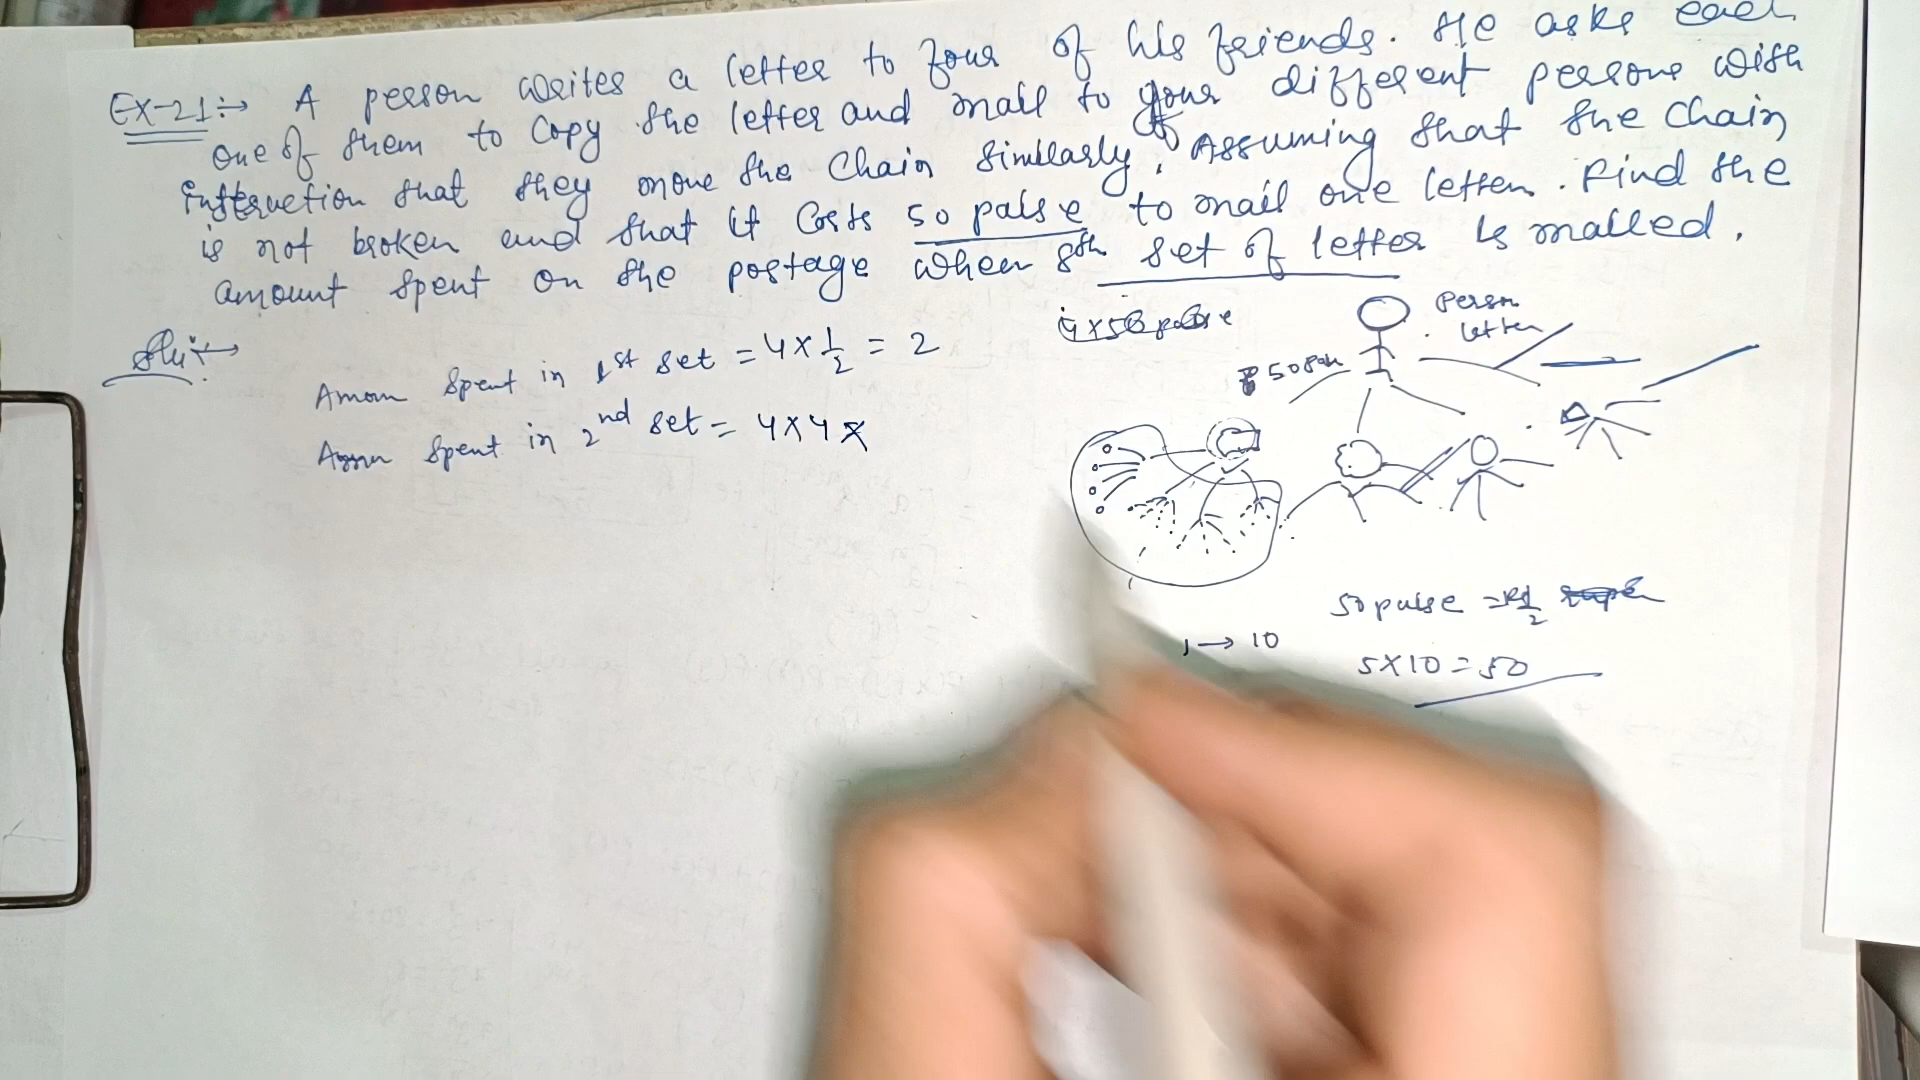 Ex-21:→ A person writes a letter to four of his friends. He asks each
one of them to copy the letter and mail to four different persons with
instruction that they move the chain similarly. Assuming that the chain
is not broken and that it costs 50 paise to mail one letter. Find the
amount spent on the postage when 8th set of letter is mailed.
Person
letter
Amoun spent in 1st set = 4 × 1/2 = 2
Amoun spent in 2nd set = 4×4×
50 paise = 1/2
1 → 10
5×10 = 50